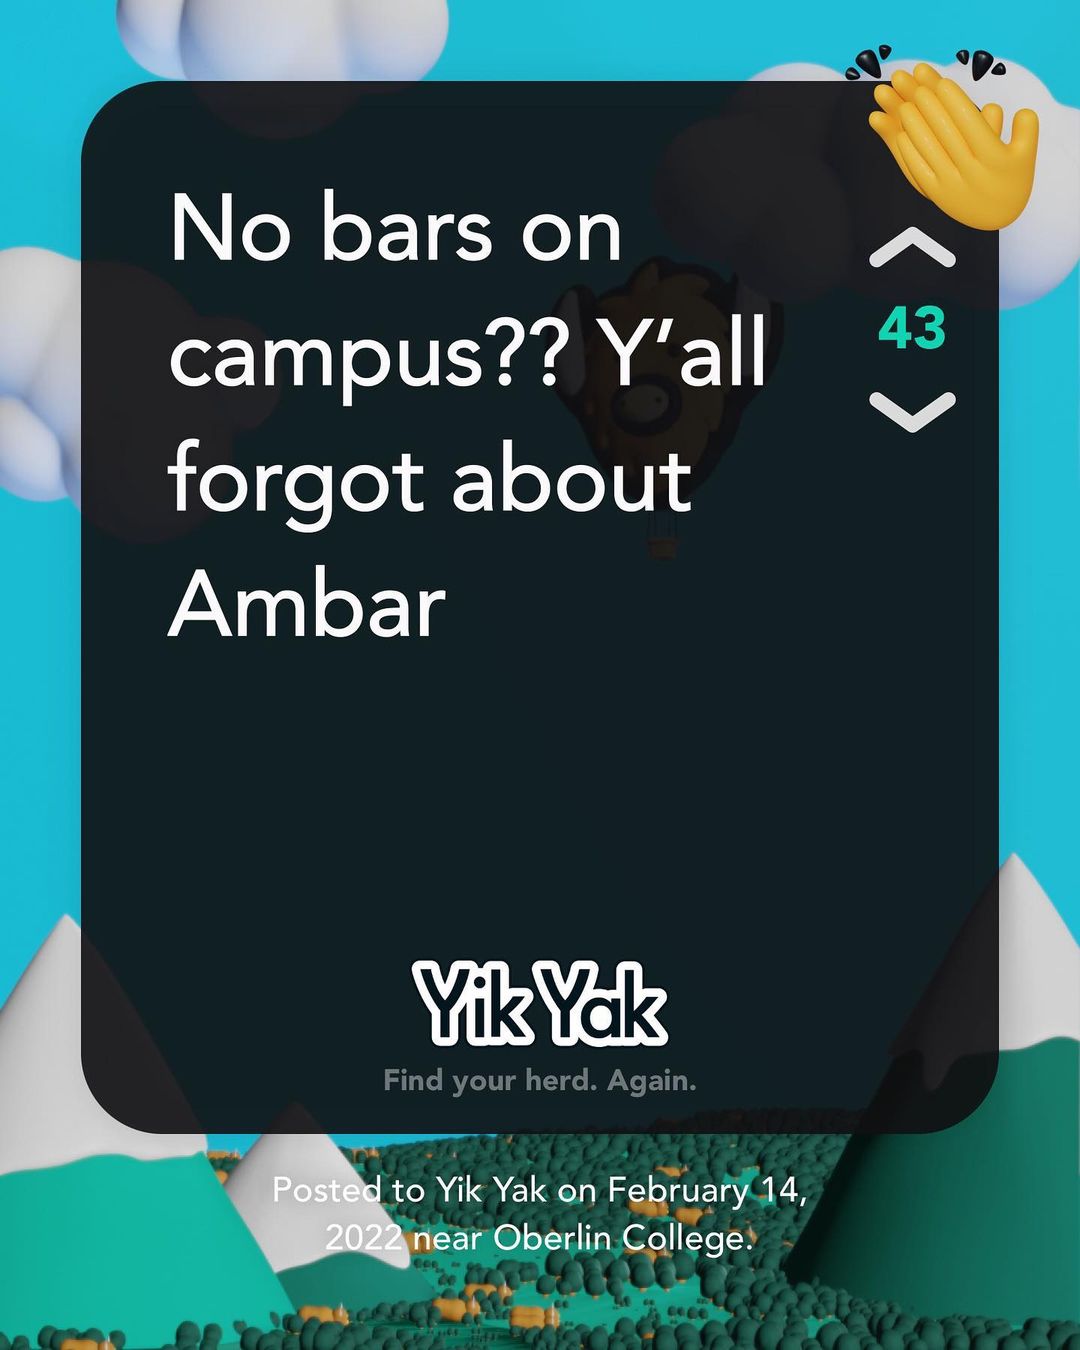 No bars on
campus?? Y’all
forgot about
Ambar
43
Yik Yak
Find your herd. Again.
Posted to Yik Yak on February 14,
2022 near Oberlin College.